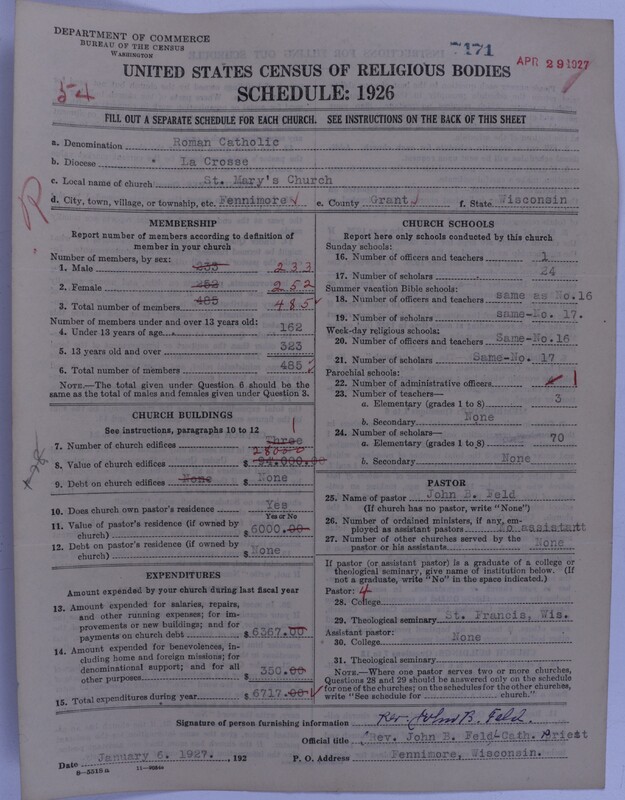 DEPARTMENT OF COMMERCE
BUREAU OF THE CENSUS
WASHINGTON
7171
APR 29 1927
UNITED STATES CENSUS OF RELIGIOUS BODIES
54
SCHEDULE: 1926
FILL OUT A SEPARATE SCHEDULE FOR EACH CHURCH. SEE INSTRUCTIONS ON THE BACK OF THIS SHEET
a. Denomination Roman Catholic
b. Diocese La Crosse
c. Local name of church St. Mary's Church
d. City, town, village, or township, etc. Fennimore e. County Grant f. State Wisconsin
MEMBERSHIP
Report number of members according to definition of
member in your church
Number of members, by sex:
1. Male 233 233
2. Female 252 252
3. Total number of members 485 485
Number of members under and over 13 years old:
4. Under 13 years of age 162
5. 13 years old and over 323
6. Total number of members 485
NOTE.—The total given under Question 6 should be
same as the total of males and females given under Question 3.
CHURCH BUILDINGS
See instructions, paragraphs 10 to 12 1
7. Number of church edifices Three
28000
8. Value of church edifices $ .000.00
9. Debt on church edifices None $ None
10. Does church own pastor's residence? Yes
Yes or No
11. Value of pastor's residence (if owned by
church) $ 6000.00
12. Debt on pastor's residence (if owned by
church) $ None
EXPENDITURES
Amount expended by your church during last fiscal year
13. Amount expended for salaries, repairs,
and other running expenses; for im-
provements or new buildings; and for
payments on church debt $ 6367.00
14. Amount expended for benevolences, in-
cluding home and foreign missions; for
denominational support; and for all
other purposes $ 350.00
15. Total expenditures during year $ 6717.00
CHURCH SCHOOLS
Report here only schools conducted by this church
Sunday schools:
16. Number of officers and teachers 1
17. Number of scholars 24
Summer vacation Bible schools:
18. Number of officers and teachers same as No.16
19. Number of scholars same-No. 17.
Week-day religious schools:
20. Number of officers and teachers Same-No.16
21. Number of scholars Same-No. 17
Parochial schools:
22. Number of administrative officers 1
23. Number of teachers—
a. Elementary (grades 1 to 8) 3
b. Secondary None
24. Number of scholars—
a. Elementary (grades 1 to 8) 70
b. Secondary None
PASTOR
25. Name of pastor John B. Feld
(If church has no pastor, write "None")
26. Number of ordained ministers, if any, em-
ployed as assistant pastors No assistant
27. Number of other churches served by the
pastor or his assistants None
If pastor (or assistant pastor) is a graduate of a college or
theological seminary, give name of institution below. (If
not a graduate, write "No" in the space indicated.)
Pastor: 4
28. College
29. Theological seminary St. Francis, Wis.
Assistant pastor:
30. College None
31. Theological seminary
NOTE.—Where one pastor serves two or more churches,
Questions 28 and 29 should be answered only on the schedule
for one of the churches; on the schedules for the other churches,
write "See schedule for church."
Signature of person furnishing information Rev. John B. Feld.
Official title Rev. John B. Feld-Cath. Priest
Date January 6. 1927. , 192 P. O. Address Fennimore, Wisconsin.
8-5518a